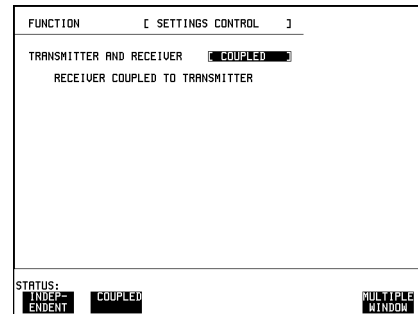 FUNCTION [ SETTINGS CONTROL ]
TRANSMITTER AND RECEIVER [ COUPLED ]
RECEIVER COUPLED TO TRANSMITTER
STATUS:
INDEP-
ENDENT
COUPLED
MULTIPLE
WINDOW